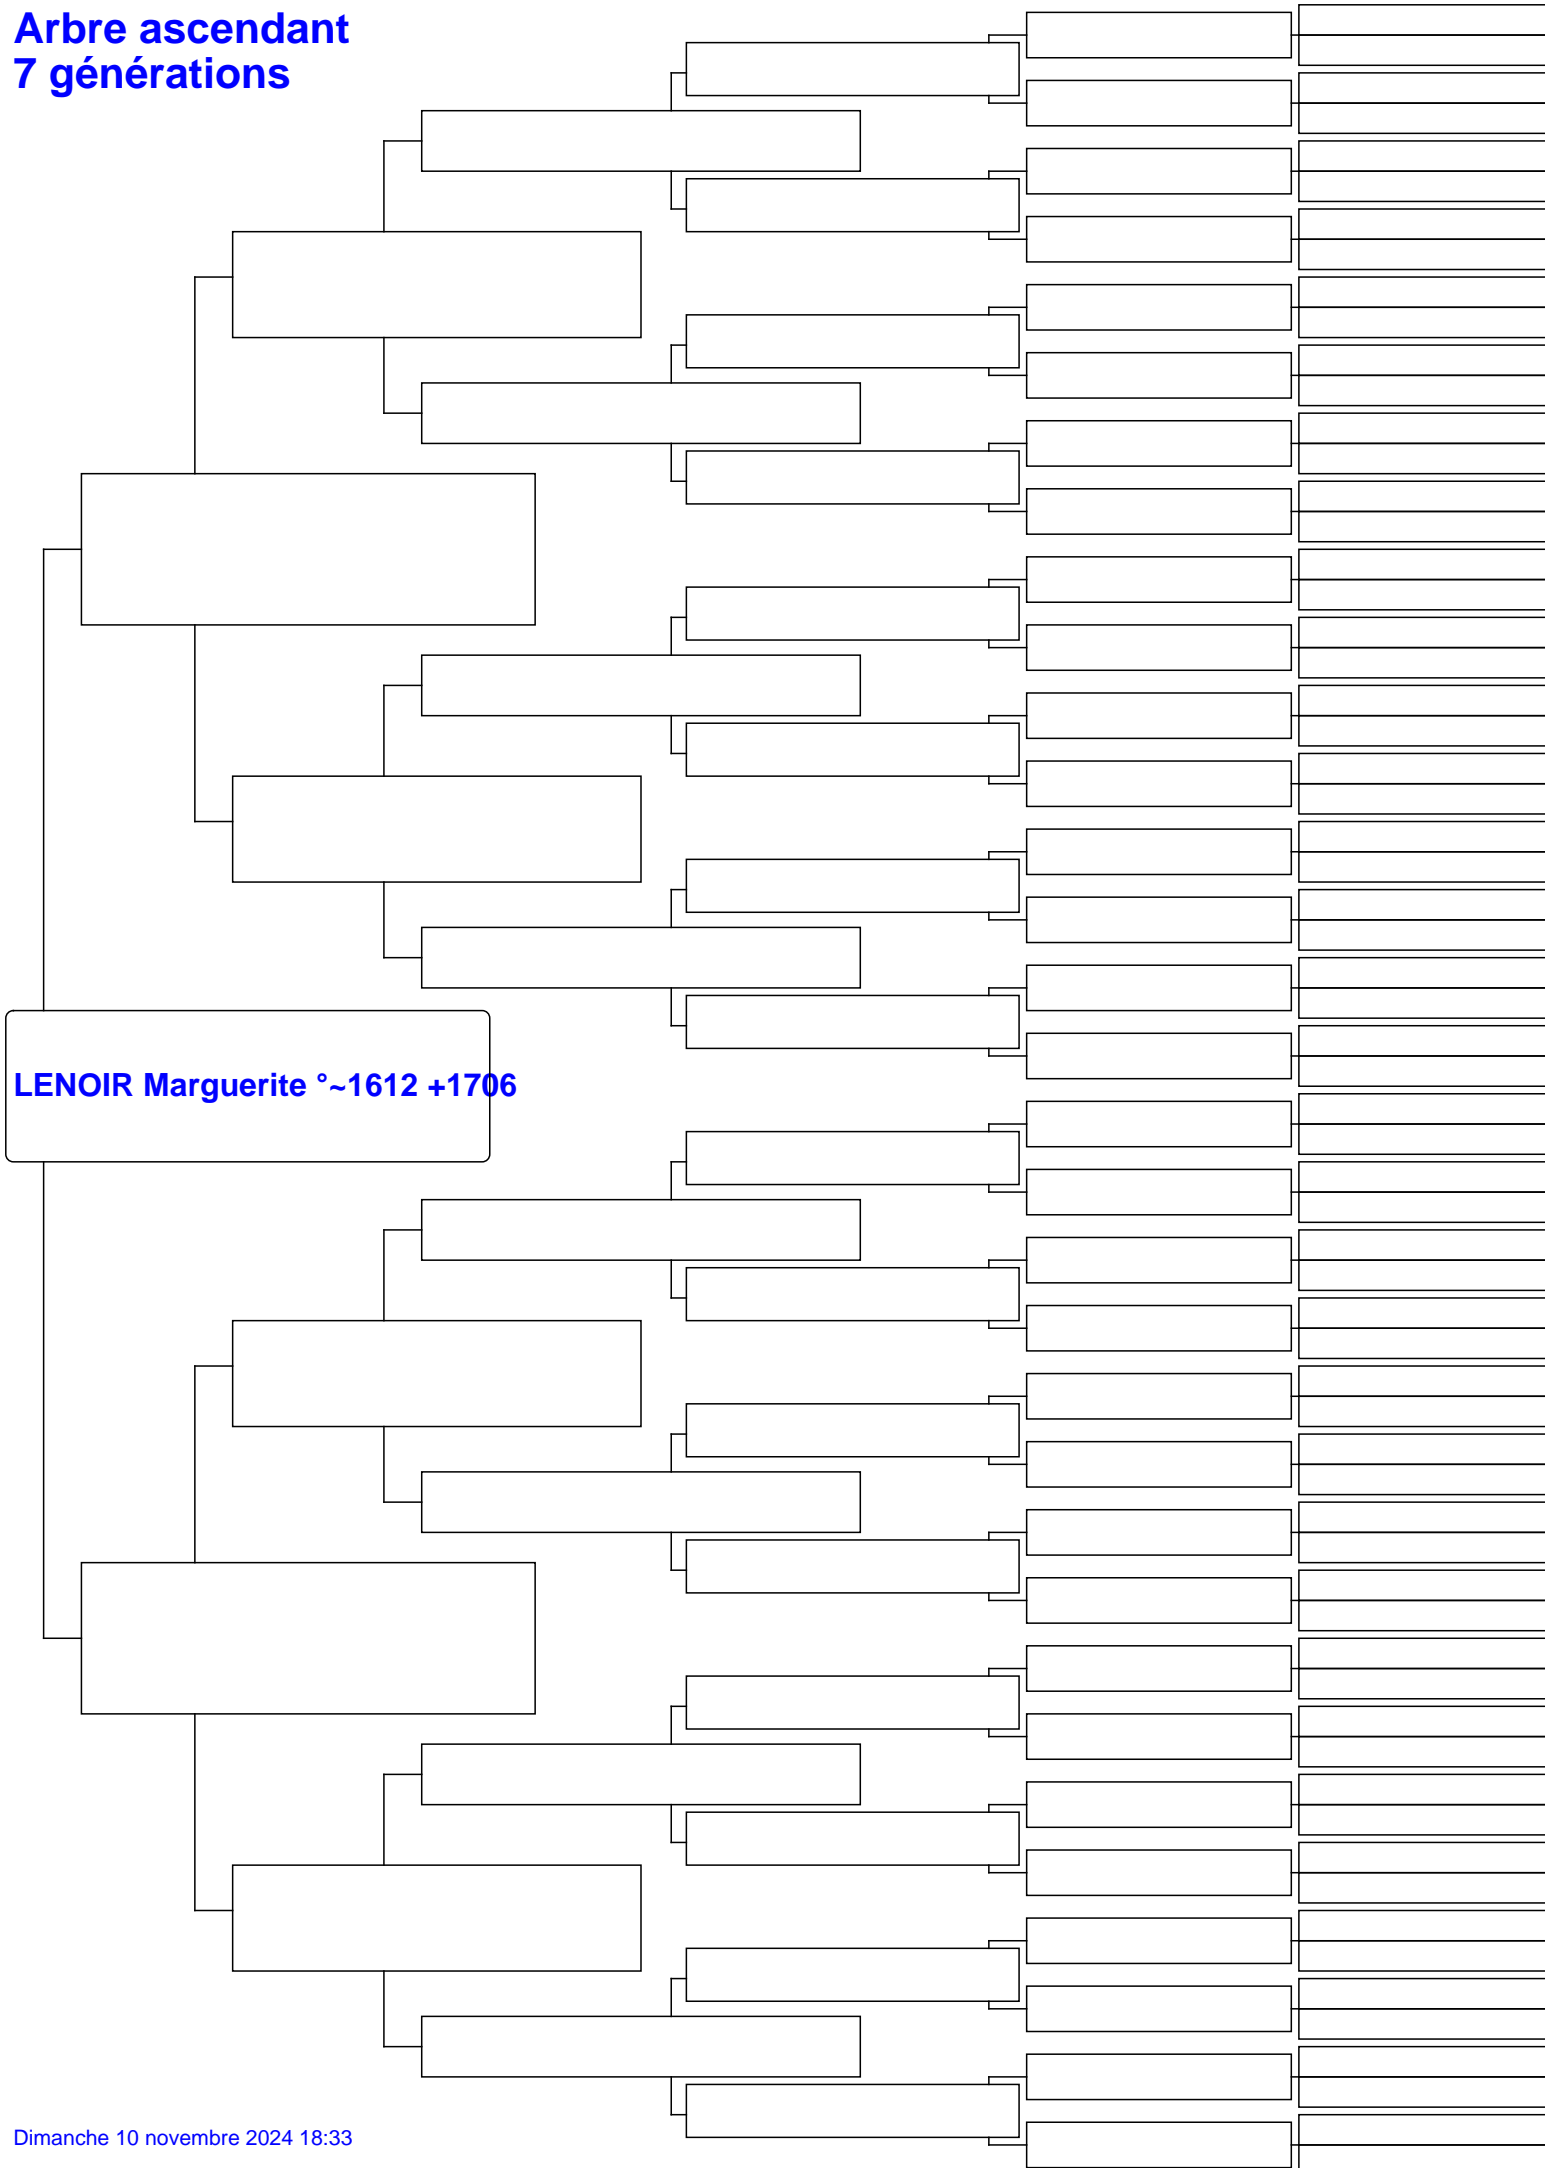 Arbre ascendant
7 générations
LENOIR Marguerite °~1612 +1706
Dimanche 10 novembre 2024 18:33